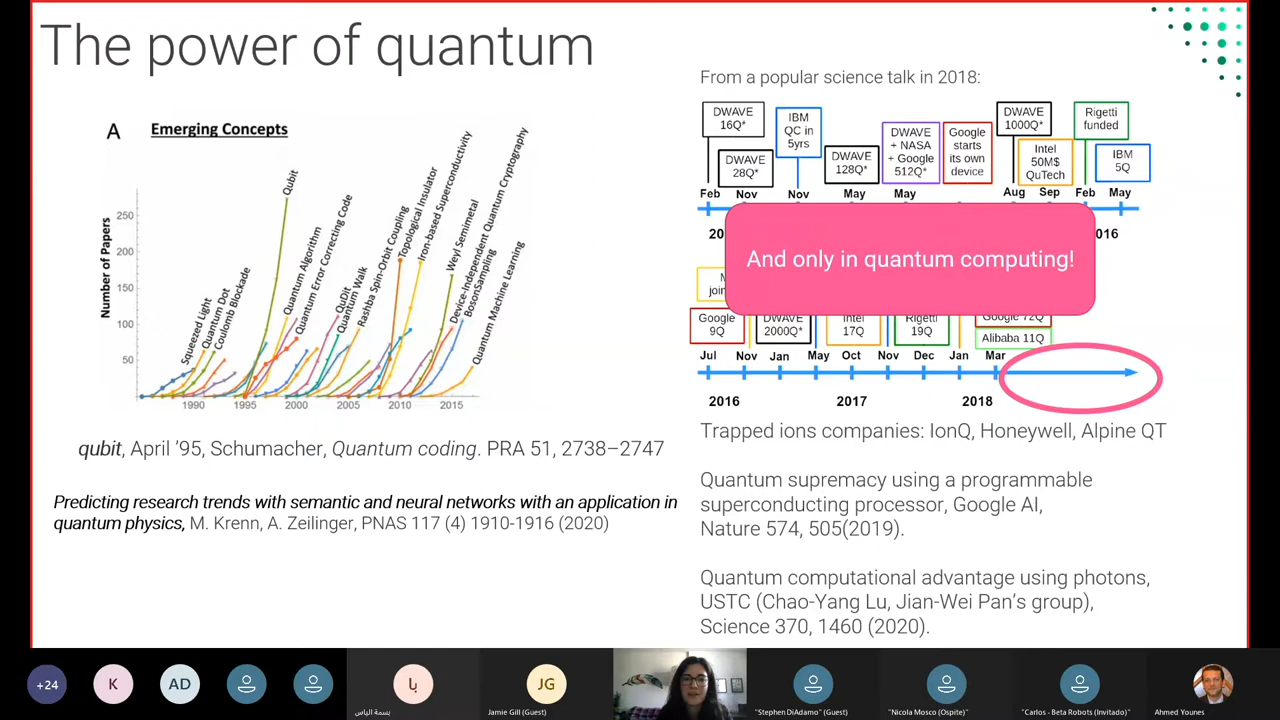 The power of quantum
A
Emerging Concepts
Number of Papers
250
200
150
100
50
1990
1995
2000
2005
2010
2015
Squeezed Light
Quantum Dot
Coulomb Blockade
Qubit
Quantum Algorithm
Quantum Error Correcting Code
QuDit
Quantum Walk
Rashba Spin-Orbit Coupling
Topological Insulator
Iron-based Superconductivity
Weyl Semimetal
Device-Independent Quantum Cryptography
BosonSampling
Quantum Machine Learning
qubit, April '95, Schumacher, Quantum coding. PRA 51, 2738–2747
Predicting research trends with semantic and neural networks with an application in
quantum physics, M. Krenn, A. Zeilinger, PNAS 117 (4) 1910-1916 (2020)
From a popular science talk in 2018:
DWAVE
16Q*
DWAVE
28Q*
IBM
QC in
5yrs
DWAVE
128Q*
DWAVE
+ NASA
+ Google
512Q*
Google
starts
its own
device
DWAVE
1000Q*
Intel
50M$
QuTech
Rigetti
funded
IBM
5Q
Feb
Nov
Nov
May
May
Aug
Sep
Feb
May
20
016
And only in quantum computing!
join
Google
9Q
DWAVE
2000Q*
Intel
17Q
Rigetti
19Q
Google 72Q
Alibaba 11Q
Jul
Nov
Jan
May
Oct
Nov
Dec
Jan
Mar
2016
2017
2018
Trapped ions companies: IonQ, Honeywell, Alpine QT
Quantum supremacy using a programmable
superconducting processor, Google AI,
Nature 574, 505(2019).
Quantum computational advantage using photons,
USTC (Chao-Yang Lu, Jian-Wei Pan's group),
Science 370, 1460 (2020).
+24
K
AD
با
بسمة الياس
JG
Jamie Gill (Guest)
"Stephen DiAdamo" (Guest)
"Nicola Mosco (Ospite)"
"Carlos - Beta Robots (Invitado)"
Ahmed Younes